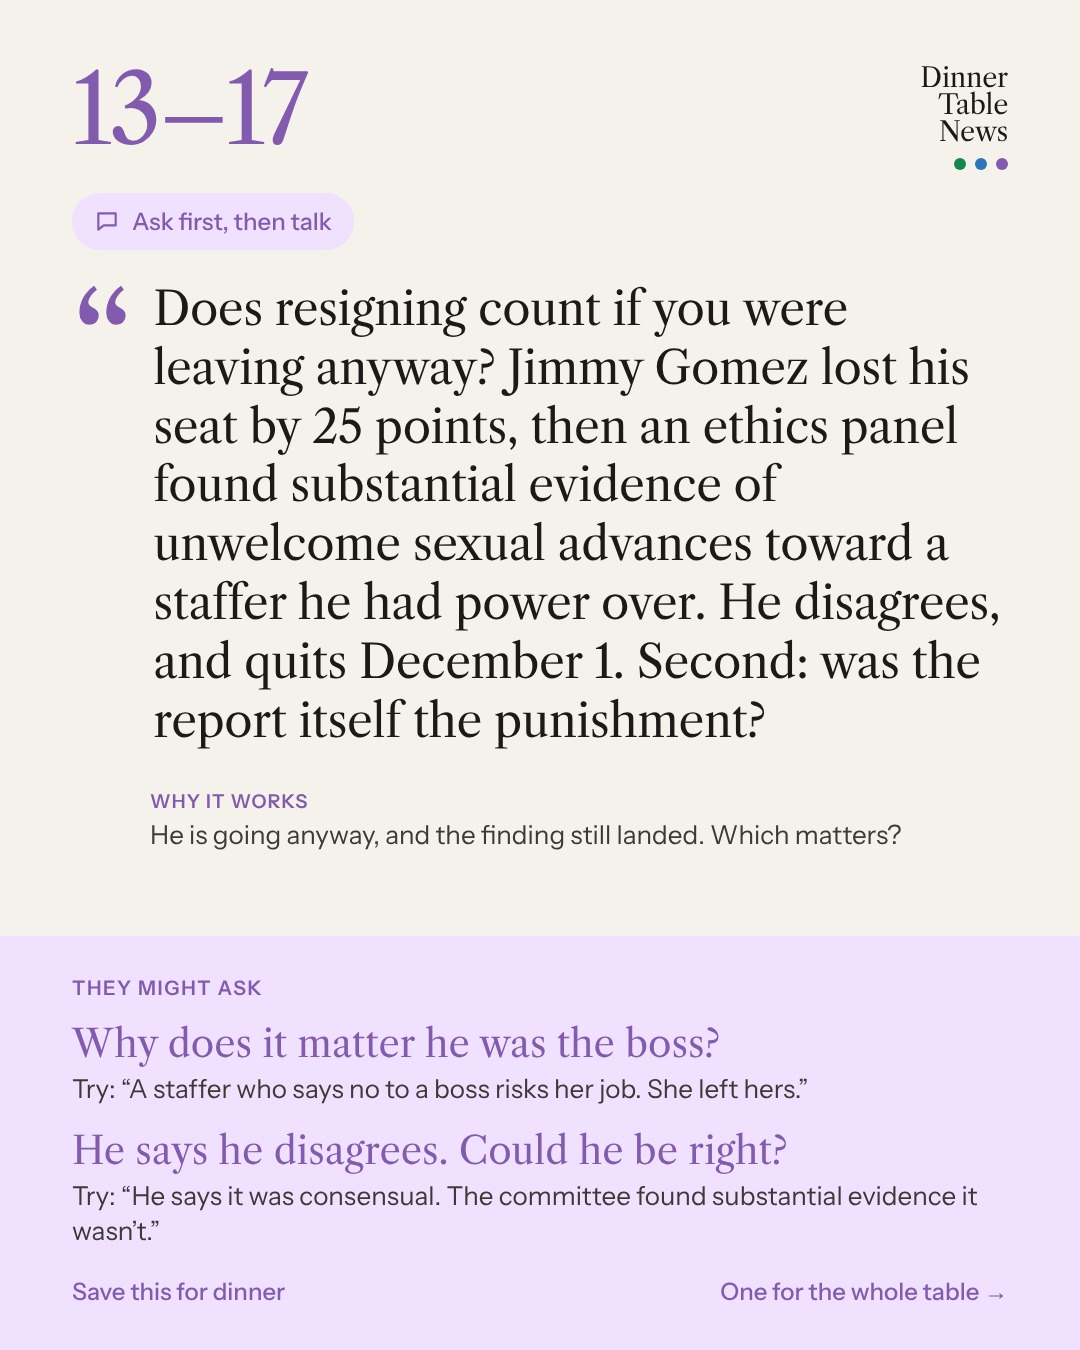 13–17
Dinner
Table
News
Ask first, then talk
“ Does resigning count if you were
leaving anyway? Jimmy Gomez lost his
seat by 25 points, then an ethics panel
found substantial evidence of
unwelcome sexual advances toward a
staffer he had power over. He disagrees,
and quits December 1. Second: was the
report itself the punishment?
WHY IT WORKS
He is going anyway, and the finding still landed. Which matters?
THEY MIGHT ASK
Why does it matter he was the boss?
Try: “A staffer who says no to a boss risks her job. She left hers.”
He says he disagrees. Could he be right?
Try: “He says it was consensual. The committee found substantial evidence it
wasn’t.”
Save this for dinner
One for the whole table →